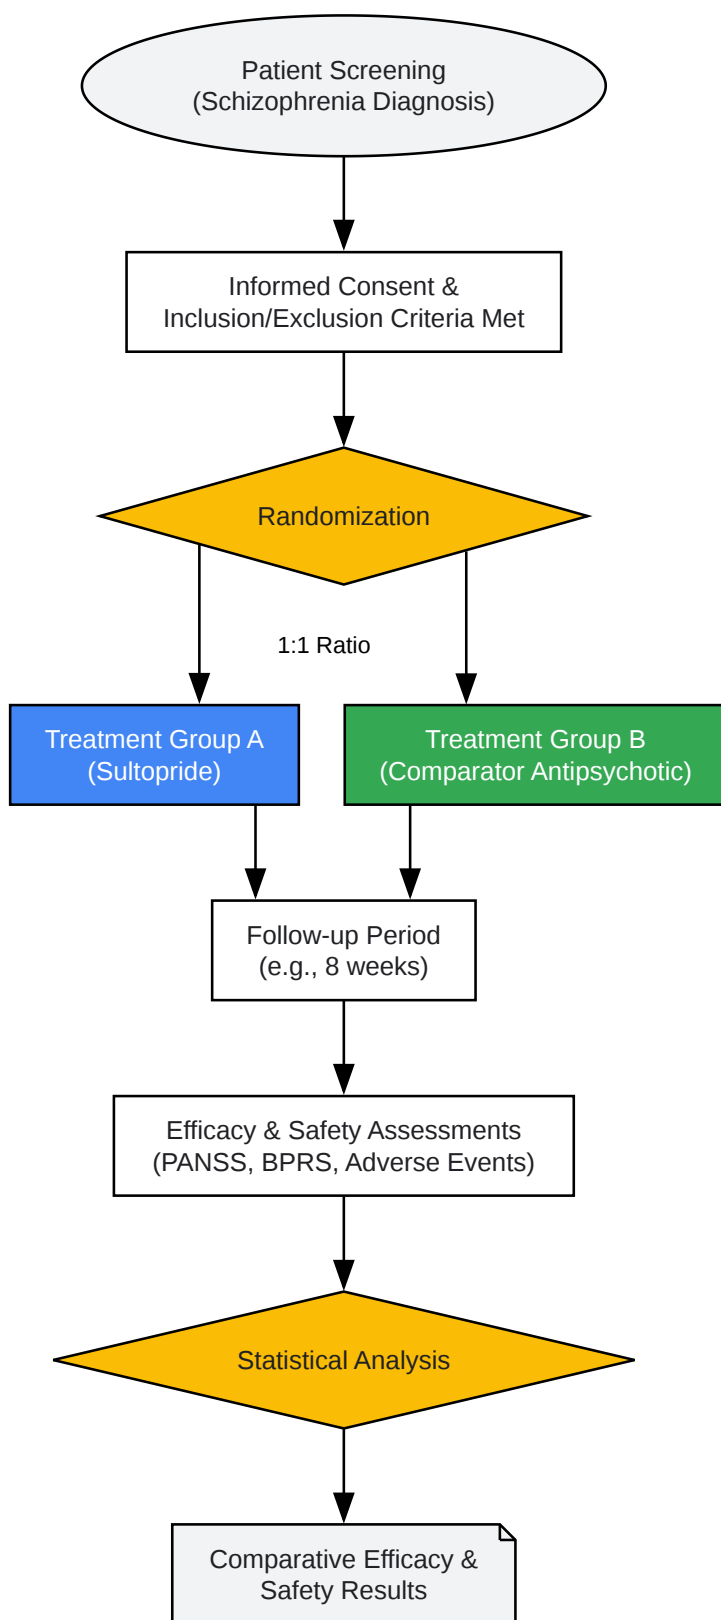 Patient Screening
(Schizophrenia Diagnosis)
Informed Consent &
Inclusion/Exclusion Criteria Met
Randomization
1:1 Ratio
Treatment Group A
(Sultopride)
Treatment Group B
(Comparator Antipsychotic)
Follow-up Period
(e.g., 8 weeks)
Efficacy & Safety Assessments
(PANSS, BPRS, Adverse Events)
Statistical Analysis
Comparative Efficacy &
Safety Results